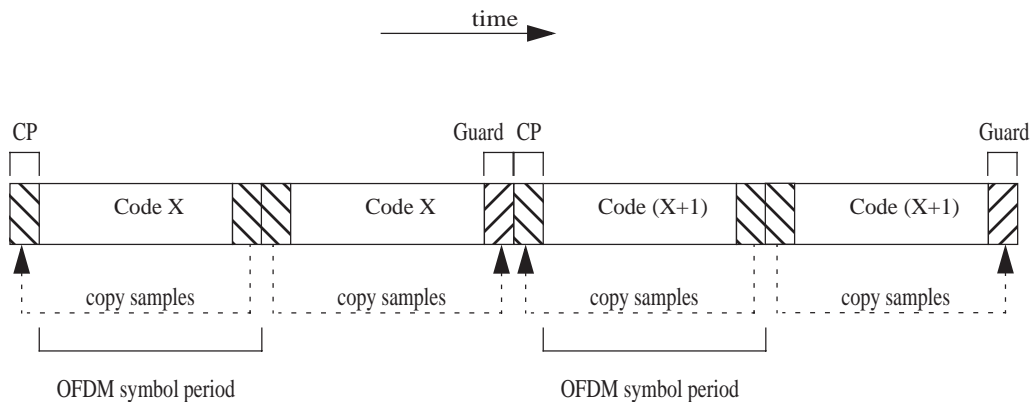 time
CP Guard CP Guard
Code X Code X Code (X+1) Code (X+1)
copy samples copy samples copy samples copy samples
OFDM symbol period OFDM symbol period